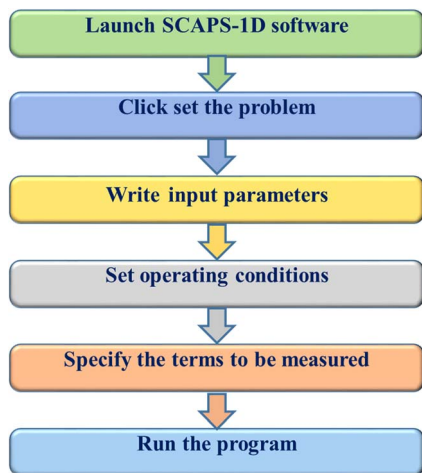 Launch SCAPS-1D software
Click set the problem
Write input parameters
Set operating conditions
Specify the terms to be measured
Run the program